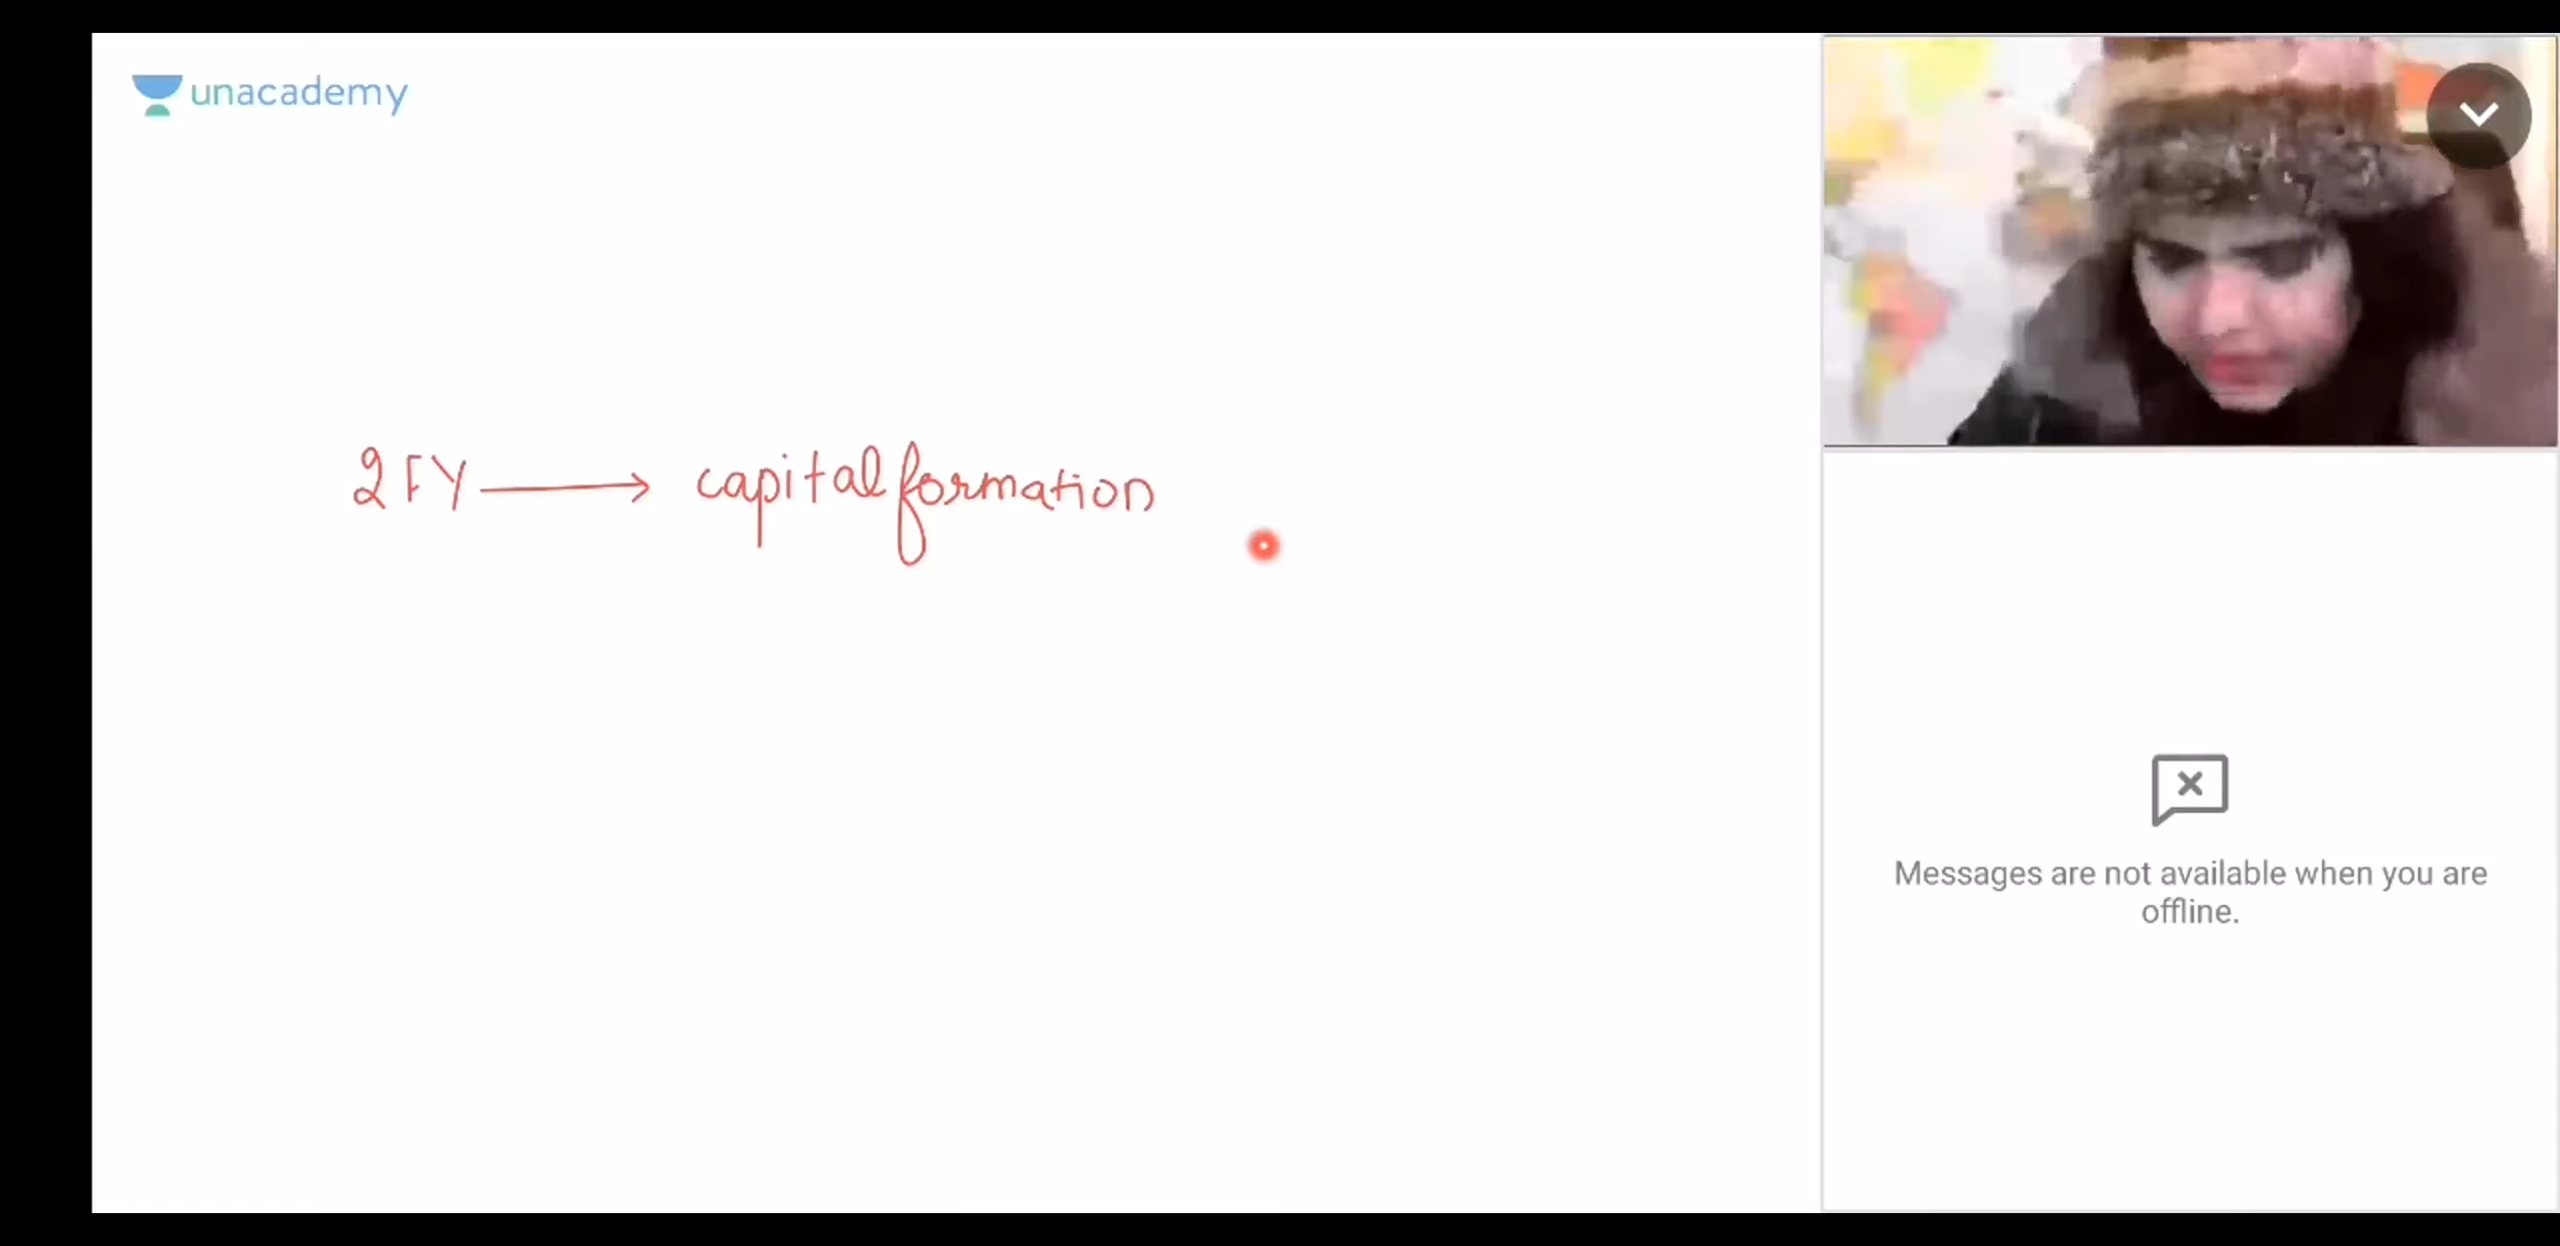 unacademy
2FY → capital formation
Messages are not available when you are
offline.